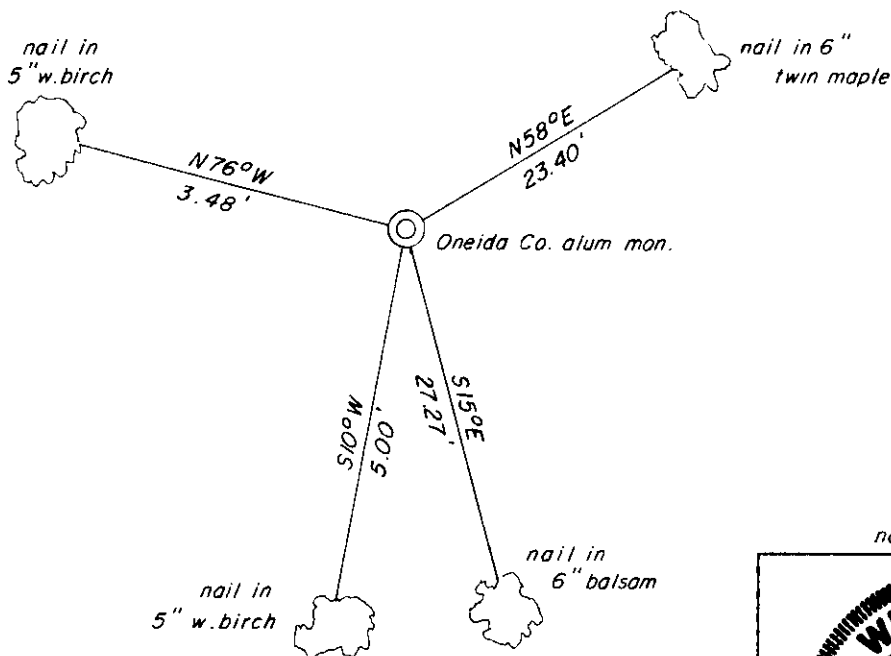 nail in
5" w. birch
nail in 6"
twin maple
N76°W
3.48'
N58°E
23.40'
Oneida Co. alum mon.
S10°W
5.00'
S15°E
27.27'
nail in
5" w. birch
nail in
6" balsam